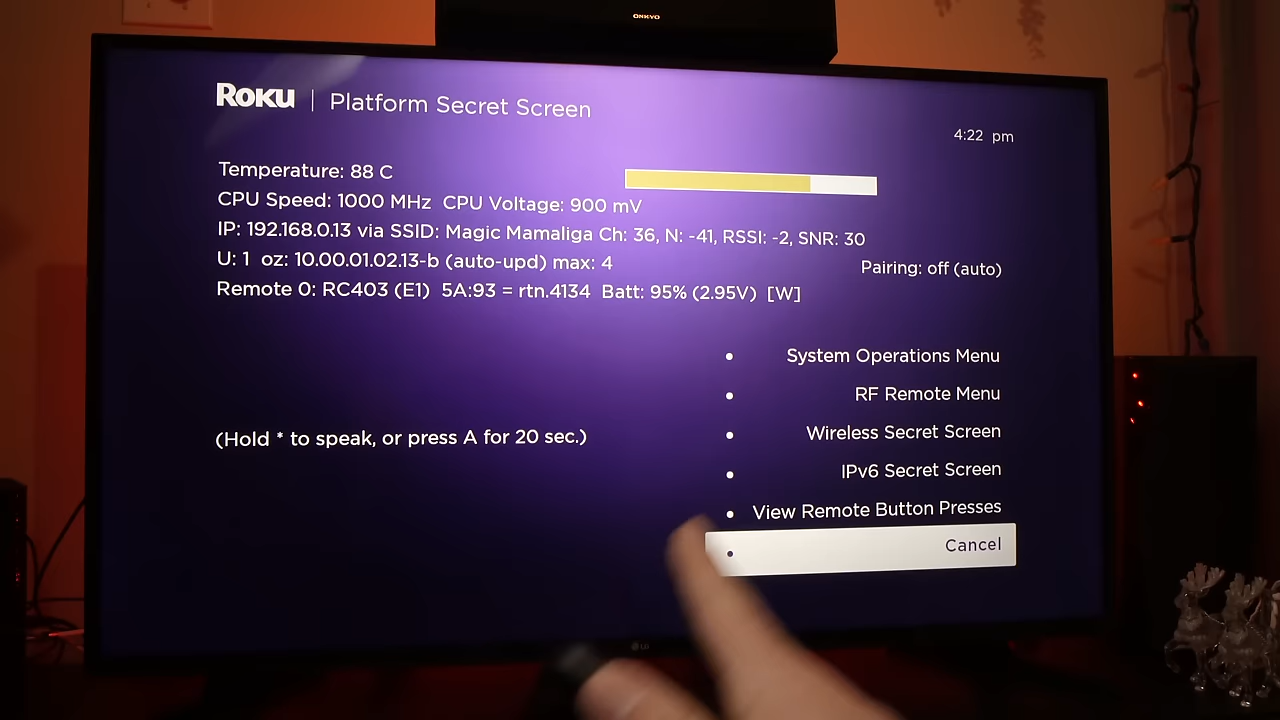 ONKYO
Roku | Platform Secret Screen
4:22 pm
Temperature: 88 C
CPU Speed: 1000 MHz CPU Voltage: 900 mV
IP: 192.168.0.13 via SSID: Magic Mamaliga Ch: 36, N: -41, RSSI: -2, SNR: 30
U: 1 oz: 10.00.01.02.13-b (auto-upd) max: 4
Pairing: off (auto)
Remote 0: RC403 (E1) 5A:93 = rtn.4134 Batt: 95% (2.95V) [W]
System Operations Menu
RF Remote Menu
Wireless Secret Screen
(Hold * to speak, or press A for 20 sec.)
IPv6 Secret Screen
View Remote Button Presses
Cancel
LG